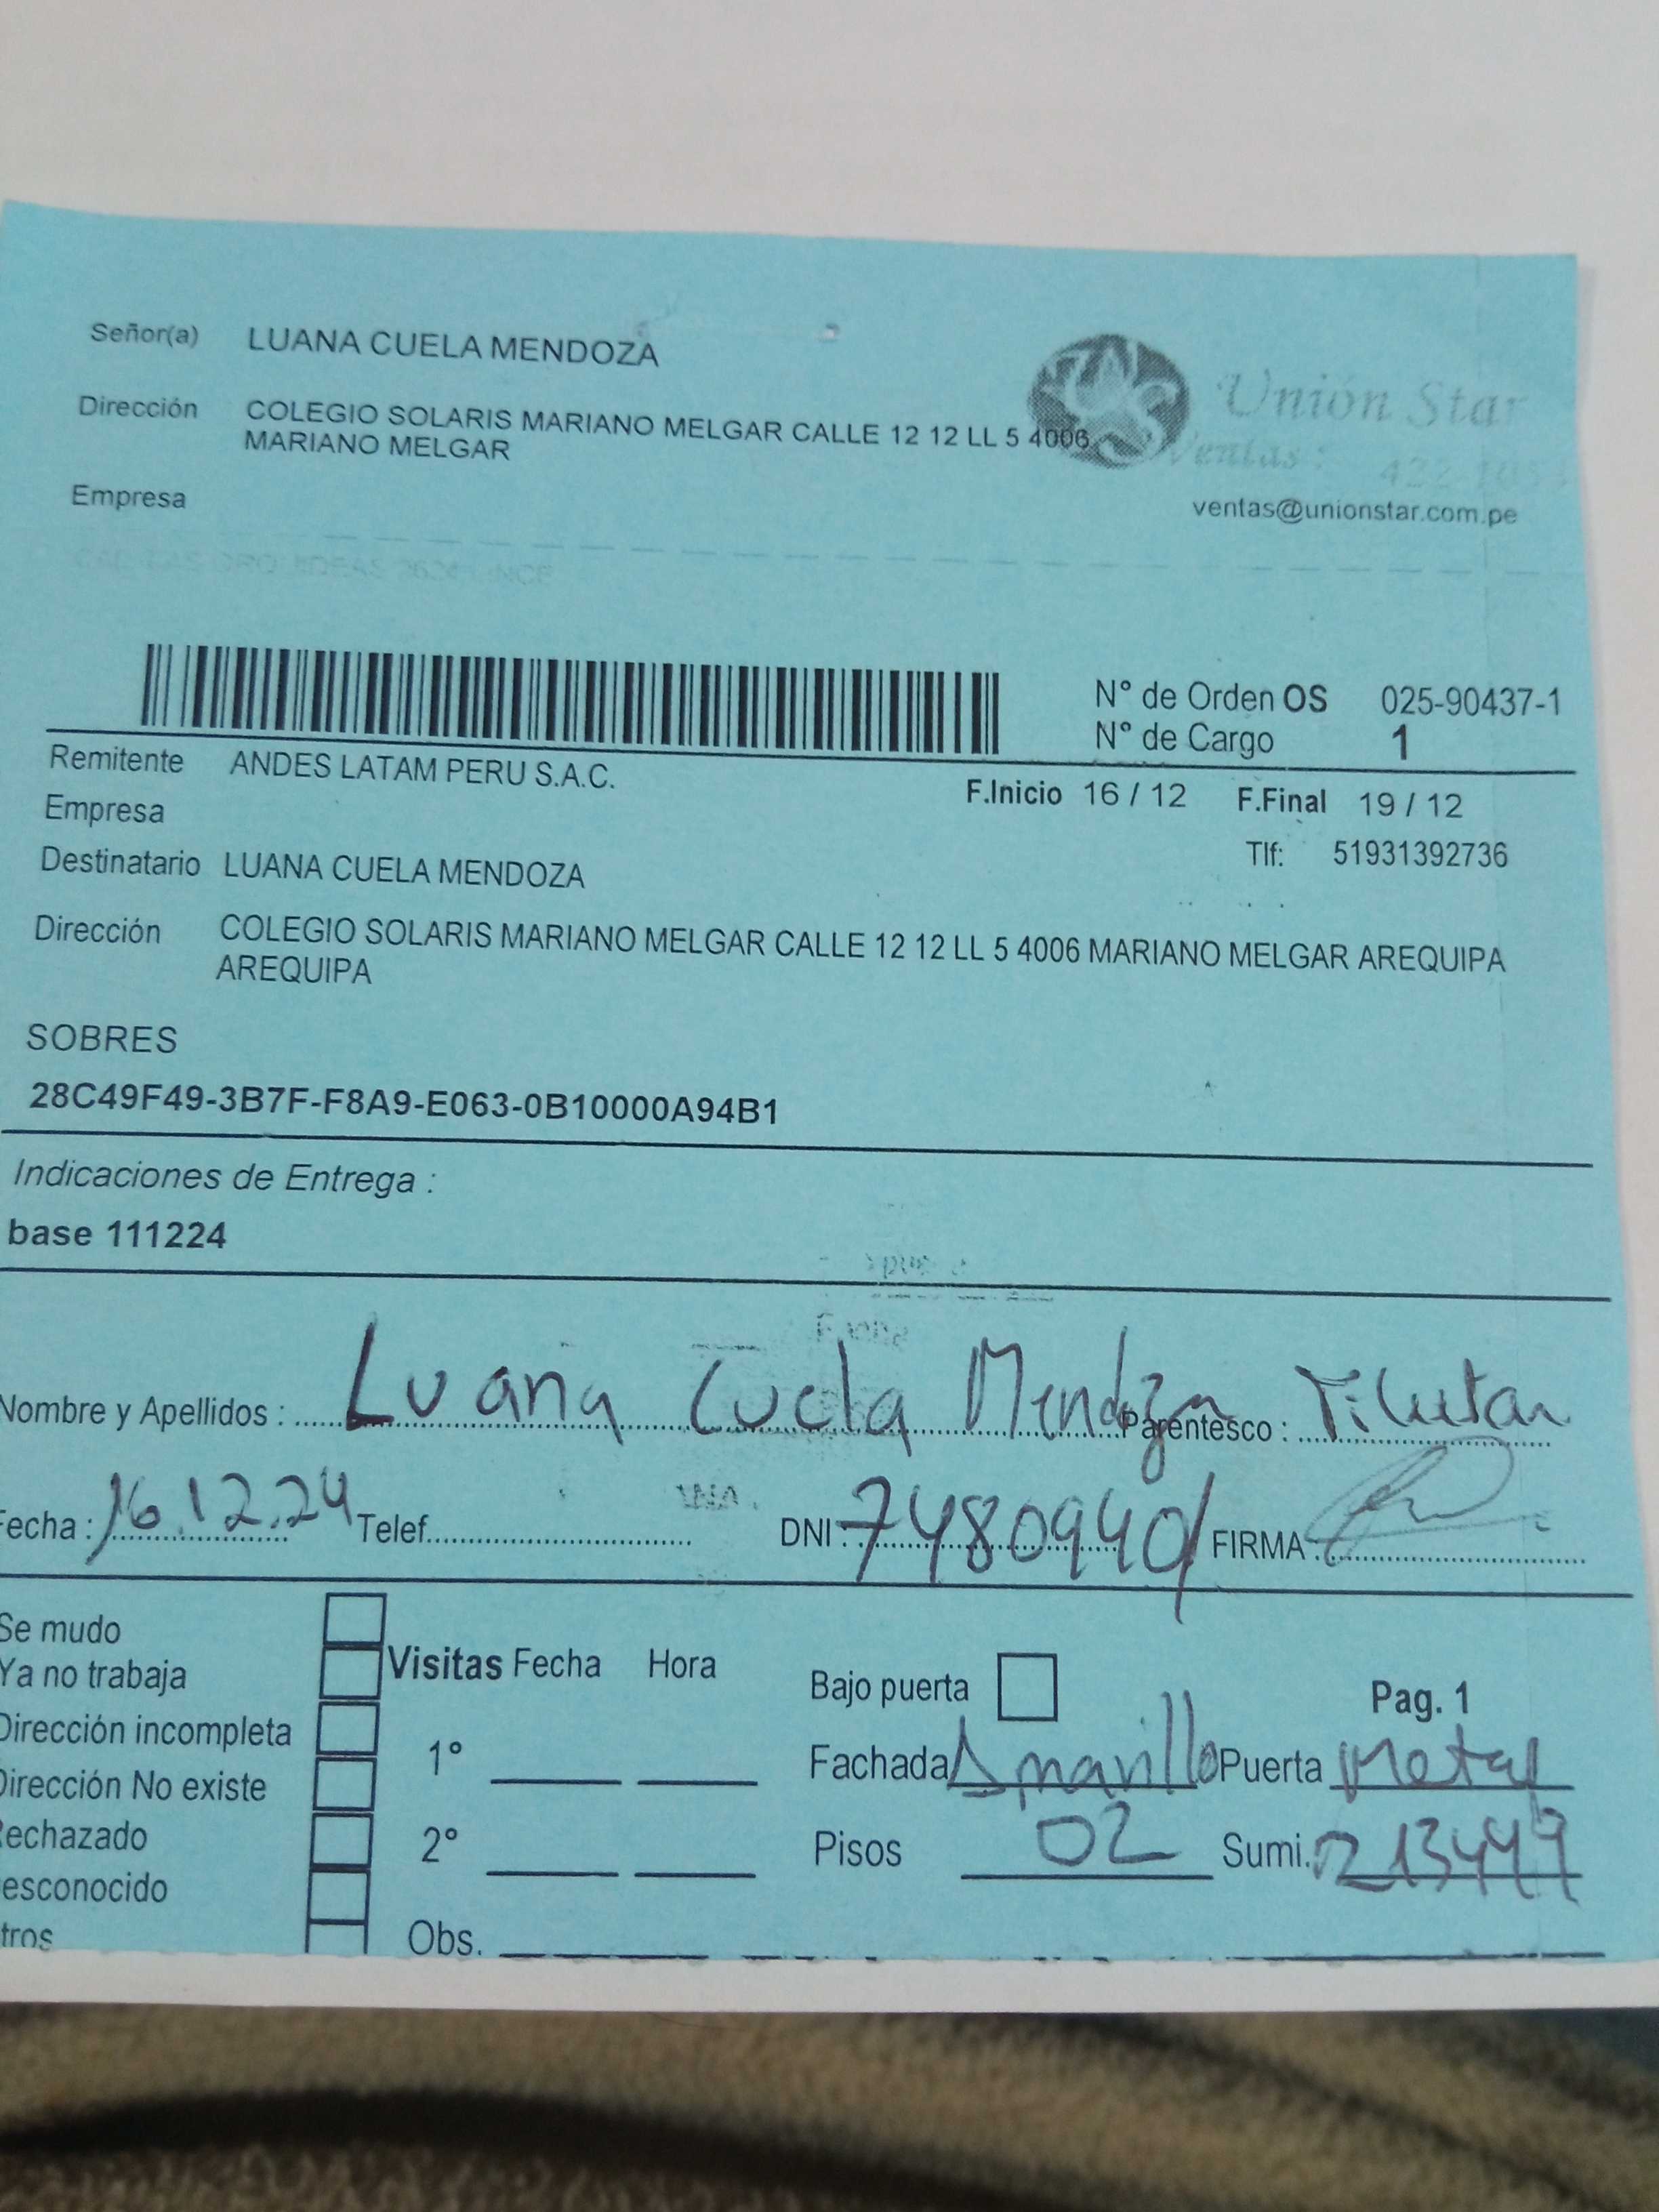 Señor(a) LUANA CUELA MENDOZA
Dirección COLEGIO SOLARIS MARIANO MELGAR CALLE 12 12 LL 5 4006
MARIANO MELGAR
Unión Star
Ventas: 422
Empresa
ventas@unionstar.com.pe
N° de Orden OS 025-90437-1
N° de Cargo 1
Remitente ANDES LATAM PERU S.A.C.
F.Inicio 16 / 12 F.Final 19 / 12
Empresa
Tlf: 51931392736
Destinatario LUANA CUELA MENDOZA
Dirección COLEGIO SOLARIS MARIANO MELGAR CALLE 12 12 LL 5 4006 MARIANO MELGAR AREQUIPA
AREQUIPA
SOBRES
28C49F49-3B7F-F8A9-E063-0B10000A94B1
Indicaciones de Entrega :
base 111224
Nombre y Apellidos : Luana Cuela Mendoza Parentesco : Titular
Fecha : 16.12.24 Telef. DNI : 74809940 FIRMA :
Se mudo
Ya no trabaja
Visitas Fecha Hora
Bajo puerta
Pag. 1
Dirección incompleta
1°
Fachada Amarillo Puerta Metal
Dirección No existe
Rechazado
2°
Pisos 02 Sumi. 213449
esconocido
tros
Obs.